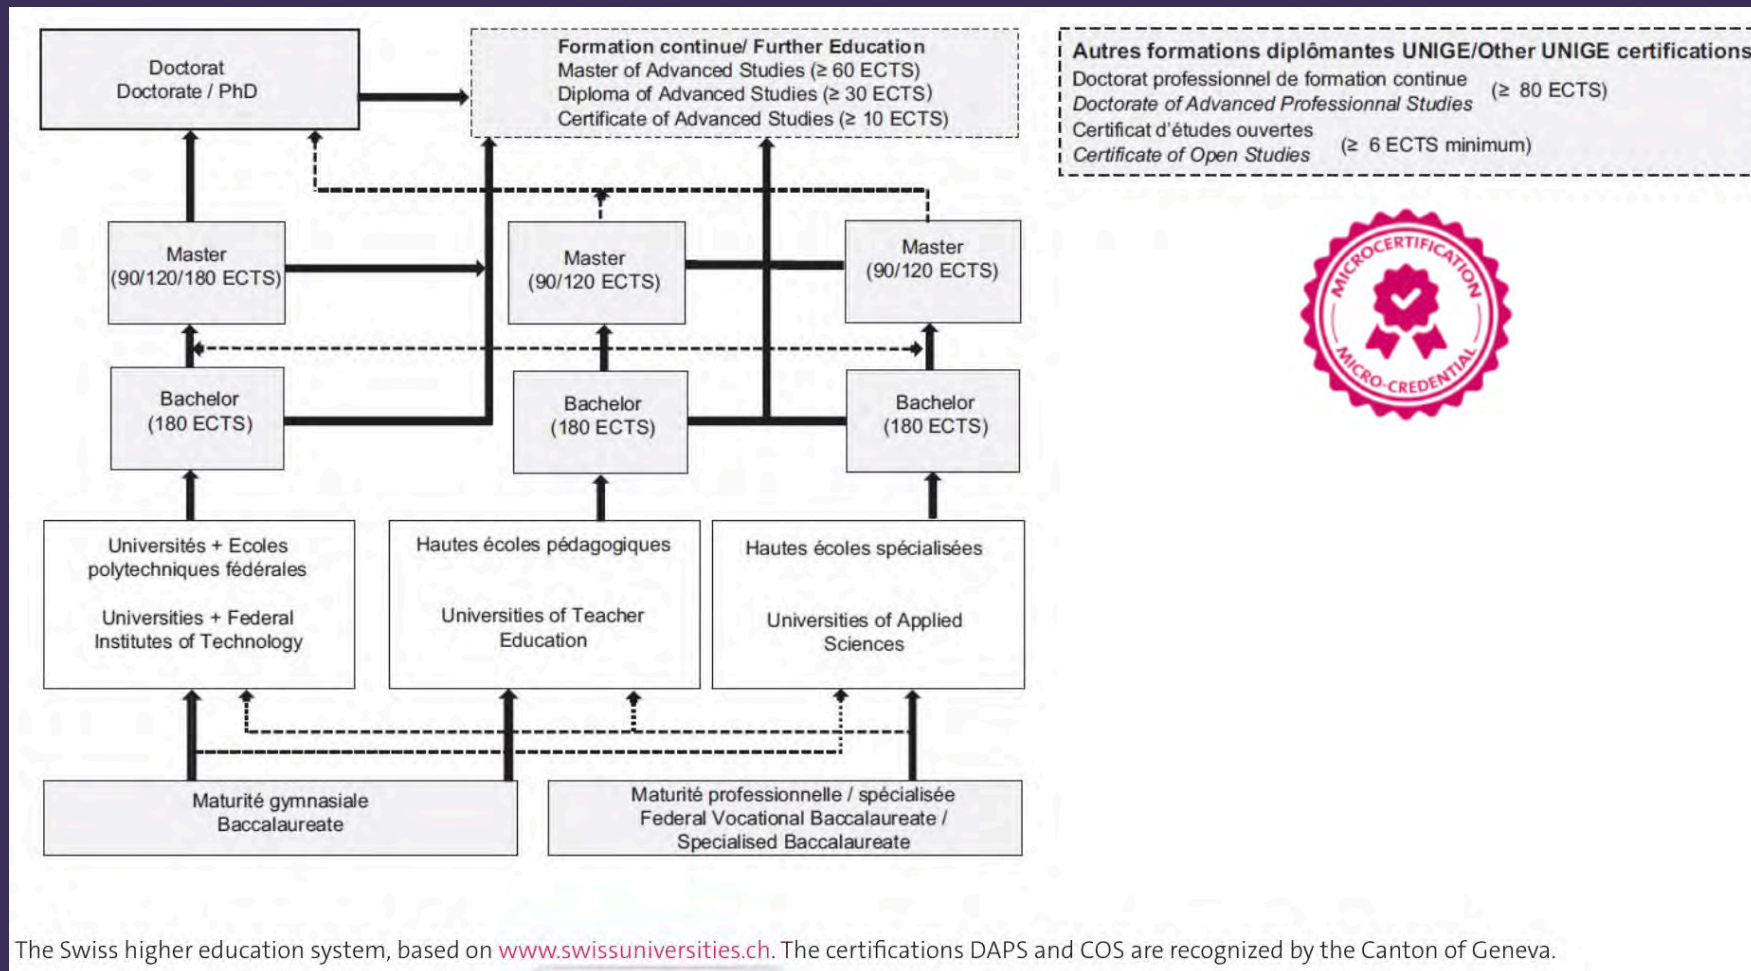 Doctorat
Doctorate / PhD
Formation continue/ Further Education
Master of Advanced Studies (≥ 60 ECTS)
Diploma of Advanced Studies (≥ 30 ECTS)
Certificate of Advanced Studies (≥ 10 ECTS)
Autres formations diplômantes UNIGE/Other UNIGE certifications
Doctorat professionnel de formation continue
Doctorate of Advanced Professionnal Studies
(≥ 80 ECTS)
Certificat d'études ouvertes
Certificate of Open Studies
(≥ 6 ECTS minimum)
Master
(90/120/180 ECTS)
Master
(90/120 ECTS)
Master
(90/120 ECTS)
MICROCERTIFICATION
MICRO-CREDENTIAL
Bachelor
(180 ECTS)
Bachelor
(180 ECTS)
Bachelor
(180 ECTS)
Universités + Ecoles
polytechniques fédérales
Universities + Federal
Institutes of Technology
Hautes écoles pédagogiques
Universities of Teacher
Education
Hautes écoles spécialisées
Universities of Applied
Sciences
Maturité gymnasiale
Baccalaureate
Maturité professionnelle / spécialisée
Federal Vocational Baccalaureate /
Specialised Baccalaureate
The Swiss higher education system, based on www.swissuniversities.ch. The certifications DAPS and COS are recognized by the Canton of Geneva.